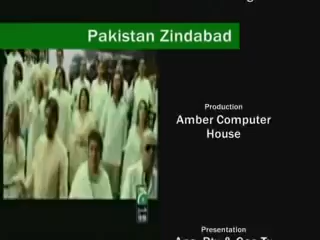 Pakistan Zindabad
Production
Amber Computer
House
Presentation